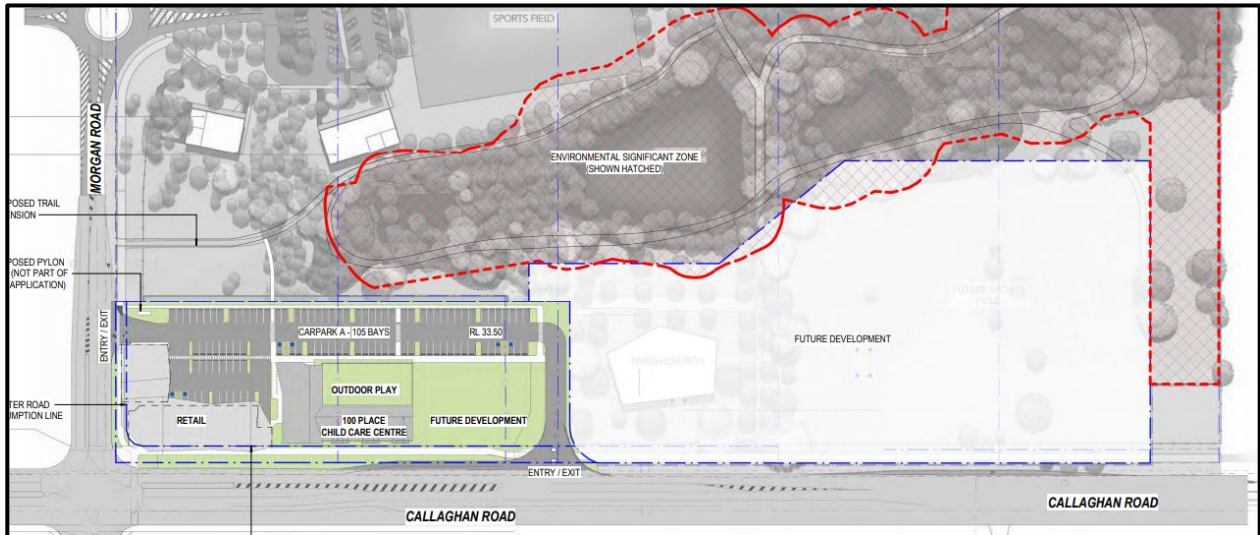 SPORTS FIELD
MORGAN ROAD
ENVIRONMENTAL SIGNIFICANT ZONE
(SHOWN HATCHED)
POSED TRAIL
NSION
POSED PYLON
(NOT PART OF
APPLICATION)
ENTRY / EXIT
CARPARK A - 105 BAYS
RL 33.50
FUTURE SPORTS
FIELD
FUTURE DEVELOPMENT
PARISH CHURCH
OUTDOOR PLAY
TER ROAD
UMPTION LINE
RETAIL
100 PLACE
CHILD CARE CENTRE
FUTURE DEVELOPMENT
ENTRY / EXIT
CALLAGHAN ROAD
CALLAGHAN ROAD